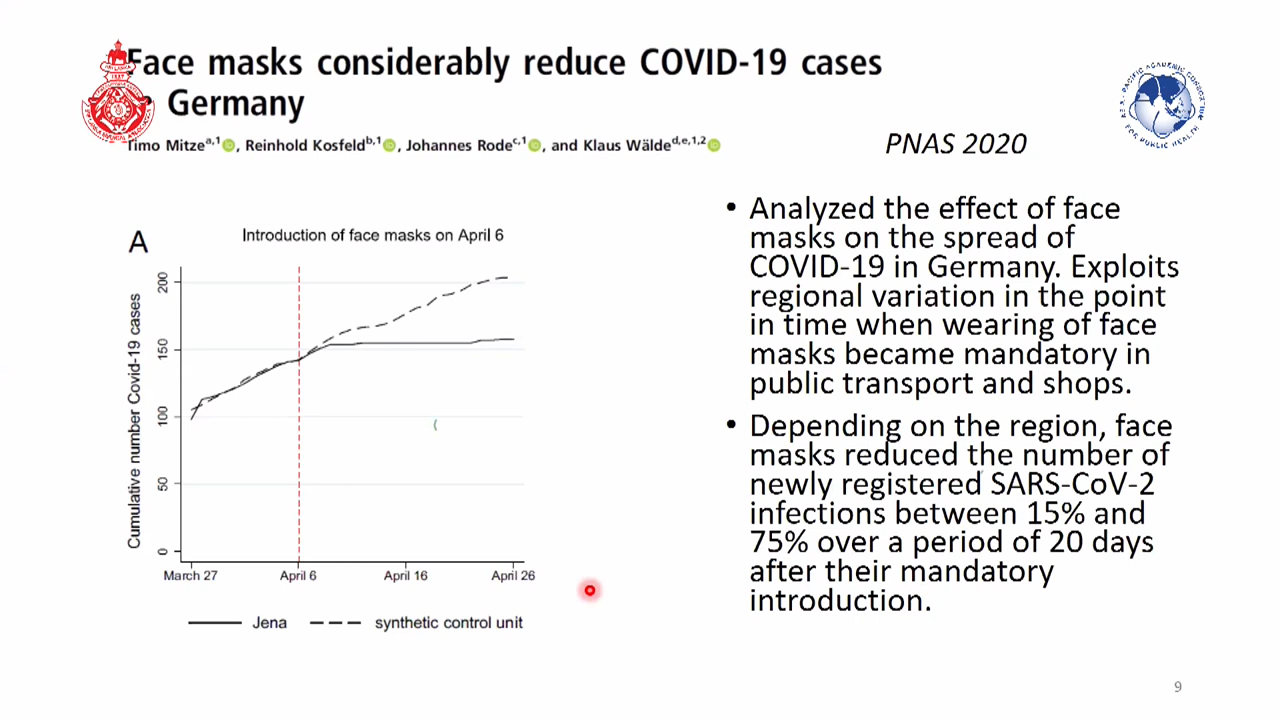 Face masks considerably reduce COVID-19 cases
Germany
Timo Mitze a,1, Reinhold Kosfeld b,1, Johannes Rode c,1, and Klaus Wälde d,e,1,2
PNAS 2020
A
Introduction of face masks on April 6
Cumulative number Covid-19 cases
200
150
100
50
0
March 27 April 6 April 16 April 26
Jena synthetic control unit
• Analyzed the effect of face
masks on the spread of
COVID-19 in Germany. Exploits
regional variation in the point
in time when wearing of face
masks became mandatory in
public transport and shops.
• Depending on the region, face
masks reduced the number of
newly registered SARS-CoV-2
infections between 15% and
75% over a period of 20 days
after their mandatory
introduction.
9